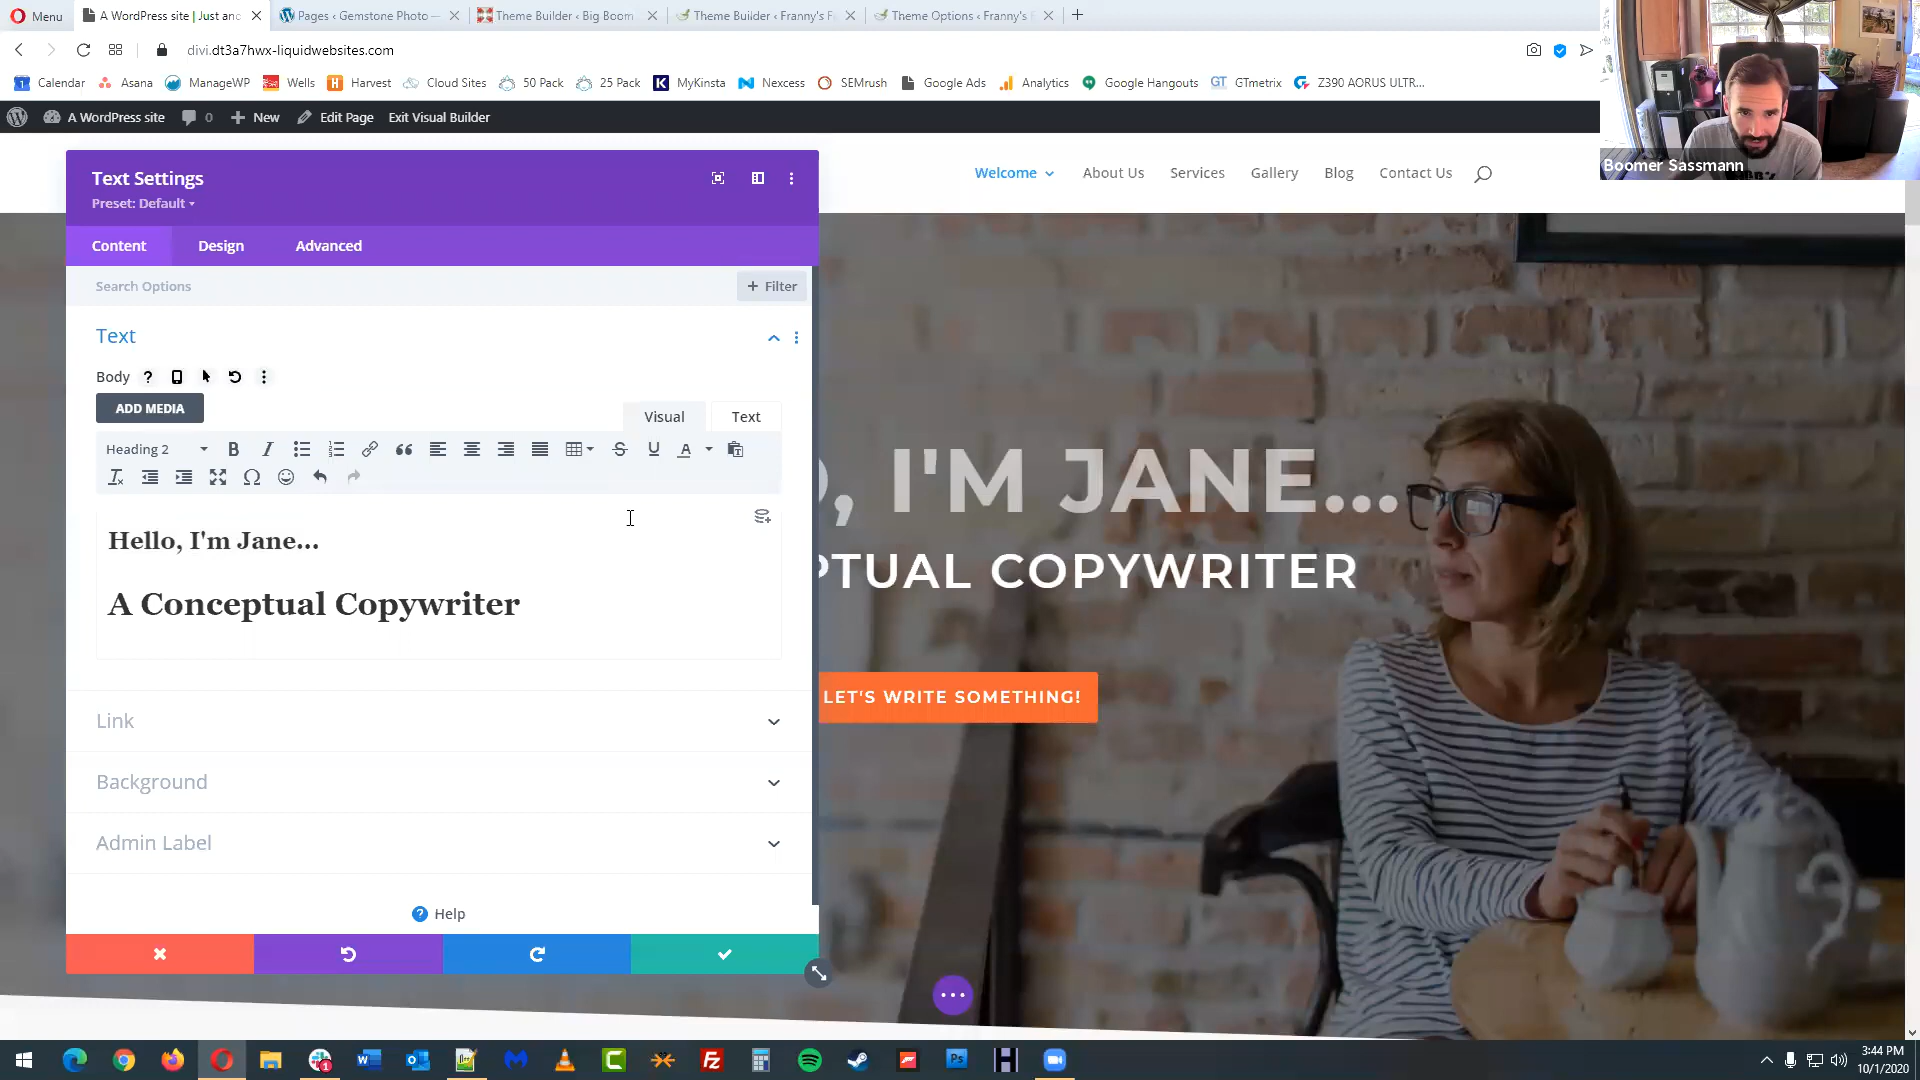 Menu
A WordPress site | Just and
Pages ‹ Gemstone Photo —
Theme Builder ‹ Big Boom
Theme Builder ‹ Franny's F
Theme Options ‹ Franny's F
divi.dt3a7hwx-liquidwebsites.com
Calendar
Asana
ManageWP
Wells
Harvest
Cloud Sites
50 Pack
25 Pack
MyKinsta
Nexcess
SEMrush
Google Ads
Analytics
Google Hangouts
GTmetrix
Z390 AORUS ULTR...
A WordPress site
0
New
Edit Page
Exit Visual Builder
Boomer Sassmann
Welcome
About Us
Services
Gallery
Blog
Contact Us
Text Settings
Preset: Default
Content
Design
Advanced
Search Options
+ Filter
Text
Body
ADD MEDIA
Visual
Text
Heading 2
Hello, I'm Jane...
A Conceptual Copywriter
, I'M JANE...
PTUAL COPYWRITER
LET'S WRITE SOMETHING!
Link
Background
Admin Label
Help
3:44 PM
10/1/2020